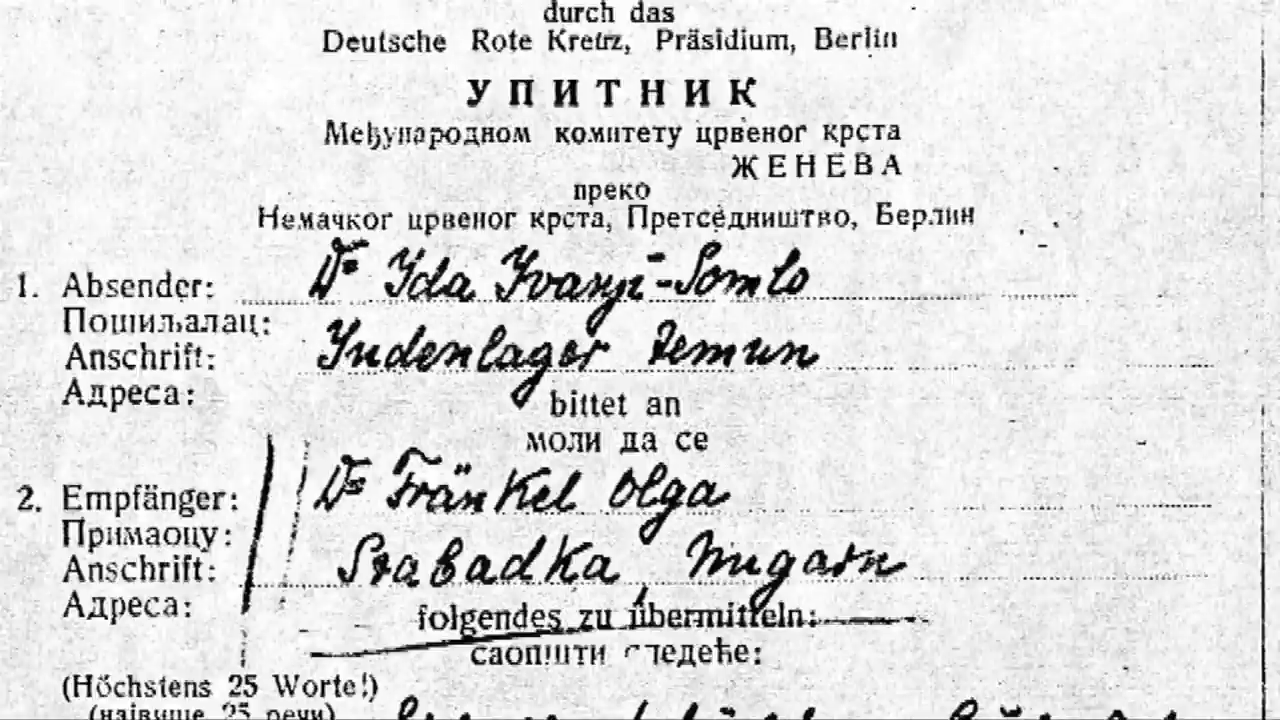 durch das
Deutsche Rote Kreuz, Präsidium, Berlin
УПИТНИК
Међународном комитету црвеног крста
ЖЕНЕВА
преко
Немачког црвеног крста, Претседништво, Берлин
1. Absender: Dr Ida Ivanji-Somlo
Пошиљалац:
Anschrift: Judenlager Zemun
Адреса:
bittet an
моли да се
2. Empfänger: Dr Fränkel Olga
Примаоцу:
Anschrift: Szabadka, Ungarn
Адреса:
folgendes zu übermitteln:
саопшти следеће:
(Höchstens 25 Worte!)
(највише 25 речи)